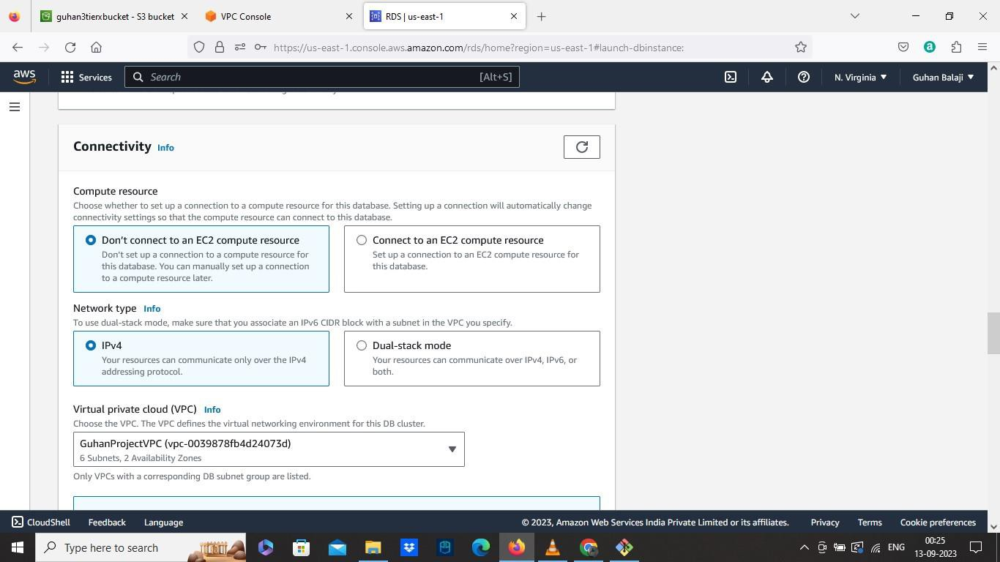 guhan3tierxbucket - S3 bucket
VPC Console
RDS | us-east-1
https://us-east-1.console.aws.amazon.com/rds/home?region=us-east-1#launch-dbinstance:
aws
Services
Search
[Alt+S]
N. Virginia
Guhan Balaji
Connectivity Info
Compute resource
Choose whether to set up a connection to a compute resource for this database. Setting up a connection will automatically change
connectivity settings so that the compute resource can connect to this database.
Don't connect to an EC2 compute resource
Don't set up a connection to a compute resource for
this database. You can manually set up a connection
to a compute resource later.
Connect to an EC2 compute resource
Set up a connection to an EC2 compute resource for
this database.
Network type Info
To use dual-stack mode, make sure that you associate an IPv6 CIDR block with a subnet in the VPC you specify.
IPv4
Your resources can communicate only over the IPv4
addressing protocol.
Dual-stack mode
Your resources can communicate over IPv4, IPv6, or
both.
Virtual private cloud (VPC) Info
Choose the VPC. The VPC defines the virtual networking environment for this DB cluster.
GuhanProjectVPC (vpc-0039878fb4d24073d)
6 Subnets, 2 Availability Zones
Only VPCs with a corresponding DB subnet group are listed.
CloudShell
Feedback
Language
© 2023, Amazon Web Services India Private Limited or its affiliates.
Privacy
Terms
Cookie preferences
Type here to search
ENG
00:25
13-09-2023